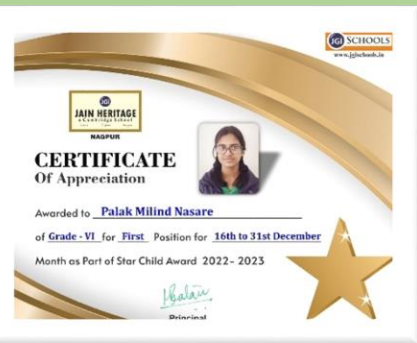 JGI SCHOOLS
www.jgischools.in
JGI
JAIN HERITAGE
a Cambridge School
NAGPUR
CERTIFICATE
Of Appreciation
Awarded to Palak Milind Nasare
of Grade - VI for First Position for 16th to 31st December
Month as Part of Star Child Award 2022- 2023
Principal